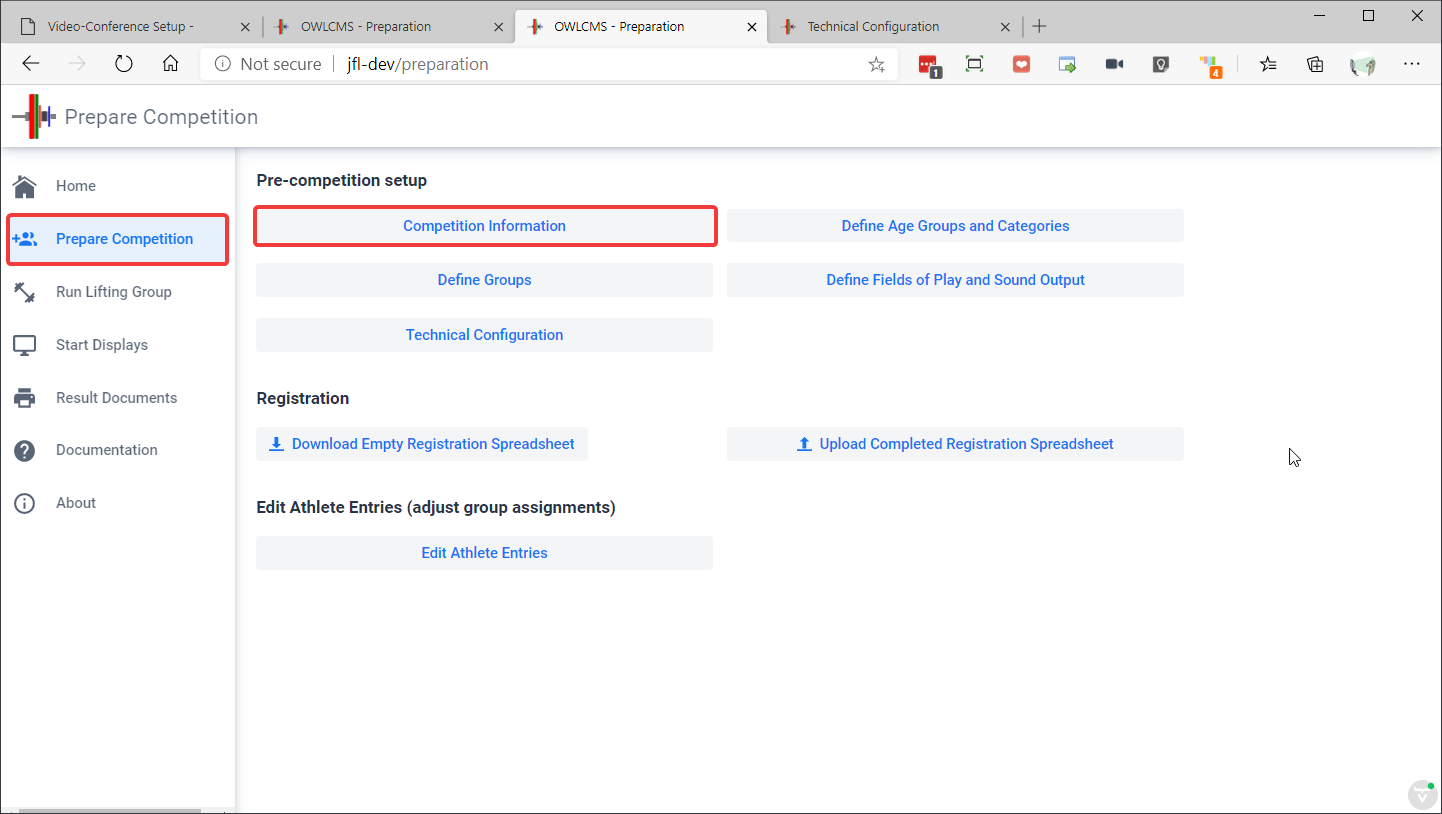 Video-Conference Setup -
OWLCMS - Preparation
OWLCMS - Preparation
Technical Configuration
Not secure
jfl-dev/preparation
1
4
Prepare Competition
Home
Prepare Competition
Run Lifting Group
Start Displays
Result Documents
Documentation
About
Pre-competition setup
Competition Information
Define Age Groups and Categories
Define Groups
Define Fields of Play and Sound Output
Technical Configuration
Registration
Download Empty Registration Spreadsheet
Upload Completed Registration Spreadsheet
Edit Athlete Entries (adjust group assignments)
Edit Athlete Entries